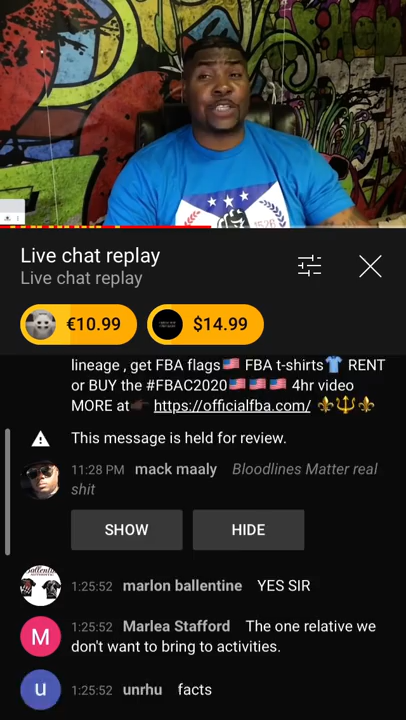 1526
Live chat replay
Live chat replay
€10.99 $14.99
lineage , get FBA flags🇺🇸 FBA t-shirts👕 RENT
or BUY the #FBAC2020🇺🇸🇺🇸🇺🇸 4hr video
MORE at👉🏿 https://officialfba.com/ ⚜️🔱⚜️
This message is held for review.
11:28 PM mack maaly Bloodlines Matter real
shit
SHOW HIDE
1:25:52 marlon ballentine YES SIR
M 1:25:52 Marlea Stafford The one relative we
don't want to bring to activities.
u 1:25:52 unrhu facts